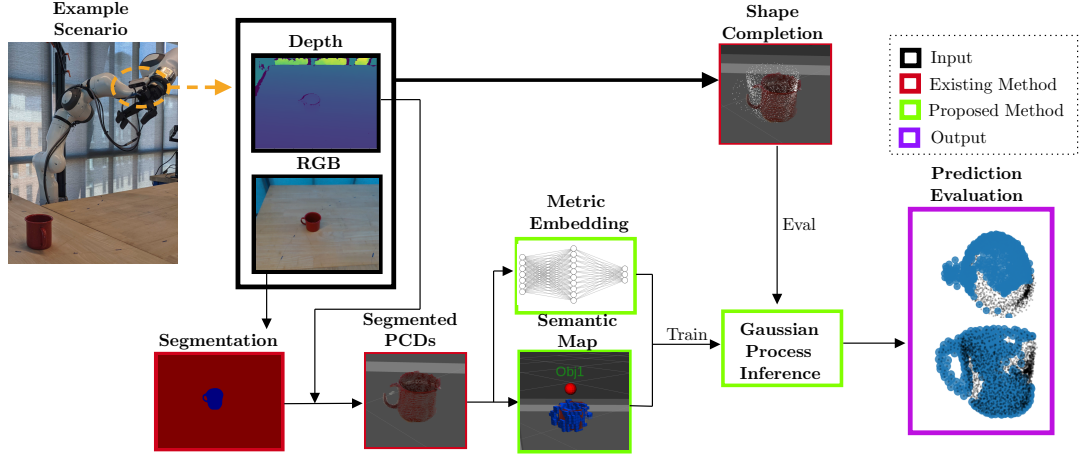 Example
Scenario
Depth
RGB
Shape
Completion
Input
Existing Method
Proposed Method
Output
Prediction
Evaluation
Metric
Embedding
Eval
Segmentation
Segmented
PCDs
Semantic
Map
Obj1
Train
Gaussian
Process
Inference